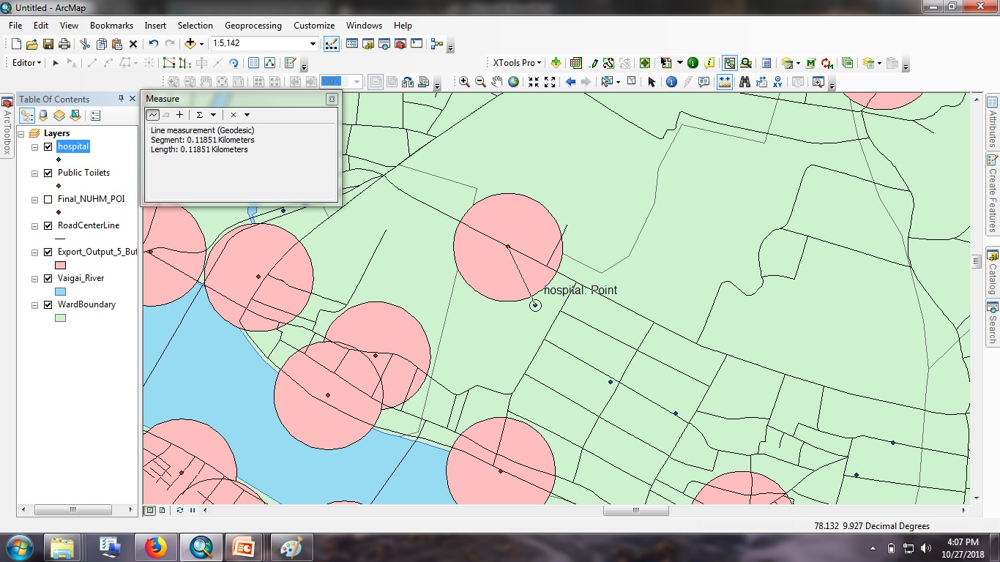 Untitled - ArcMap
File Edit View Bookmarks Insert Selection Geoprocessing Customize Windows Help
1:5,142
Editor
XTools Pro
100%
Table Of Contents
Measure
ArcToolbox
Layers
hospital
Public Toilets
Final_NUHM_POI
RoadCenterLine
Export_Output_5_Buf
Vaigai_River
WardBoundary
Line measurement (Geodesic)
Segment: 0.11851 Kilometers
Length: 0.11851 Kilometers
hospital: Point
Attributes
Create Features
Catalog
Search
78.132 9.927 Decimal Degrees
4:07 PM
10/27/2018